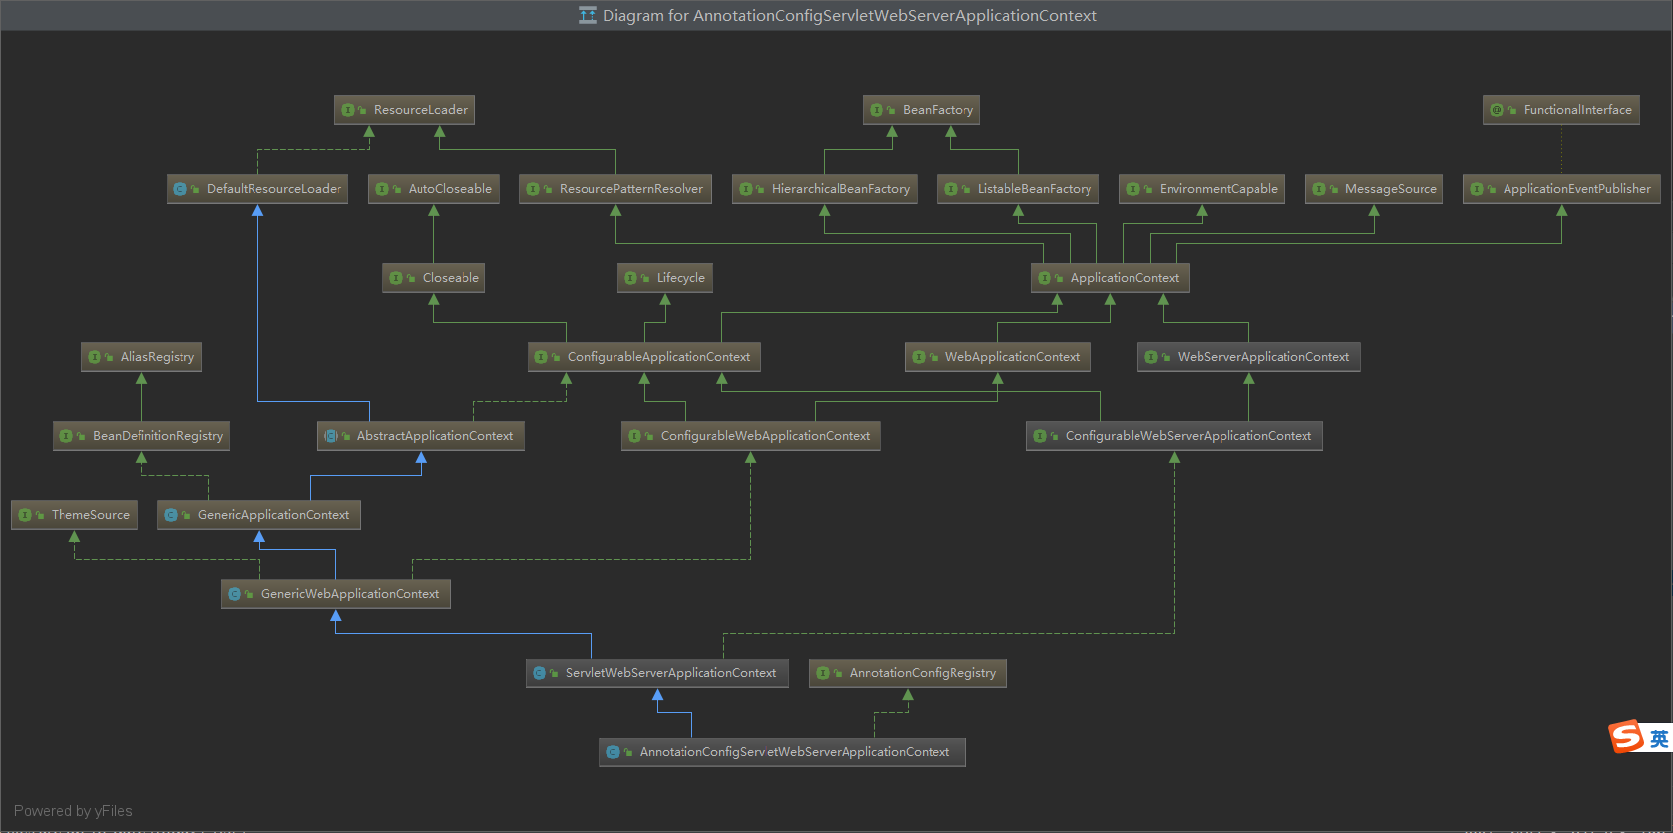 Diagram for AnnotationConfigServletWebServerApplicationContext
ResourceLoader
BeanFactory
FunctionalInterface
DefaultResourceLoader
AutoCloseable
ResourcePatternResolver
HierarchicalBeanFactory
ListableBeanFactory
EnvironmentCapable
MessageSource
ApplicationEventPublisher
Closeable
Lifecycle
ApplicationContext
AliasRegistry
ConfigurableApplicationContext
WebApplicationContext
WebServerApplicationContext
BeanDefinitionRegistry
AbstractApplicationContext
ConfigurableWebApplicationContext
ConfigurableWebServerApplicationContext
ThemeSource
GenericApplicationContext
GenericWebApplicationContext
ServletWebServerApplicationContext
AnnotationConfigRegistry
AnnotationConfigServletWebServerApplicationContext
英
Powered by yFiles